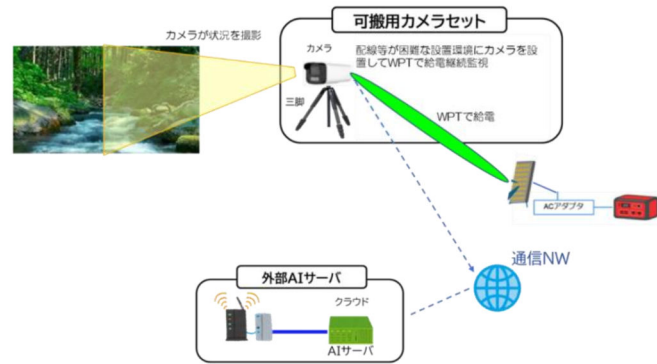 可搬用カメラセット
カメラが状況を撮影
カメラ
配線等が困難な設置環境にカメラを設
置してWPTで給電継続監視
三脚
WPTで給電
ACアダプタ
通信NW
外部AIサーバ
クラウド
AIサーバ